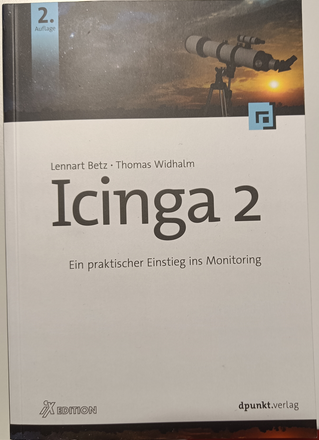 2.
Auflage
Lennart Betz · Thomas Widhalm
Icinga 2
Ein praktischer Einstieg ins Monitoring
iX EDITION
dpunkt.verlag